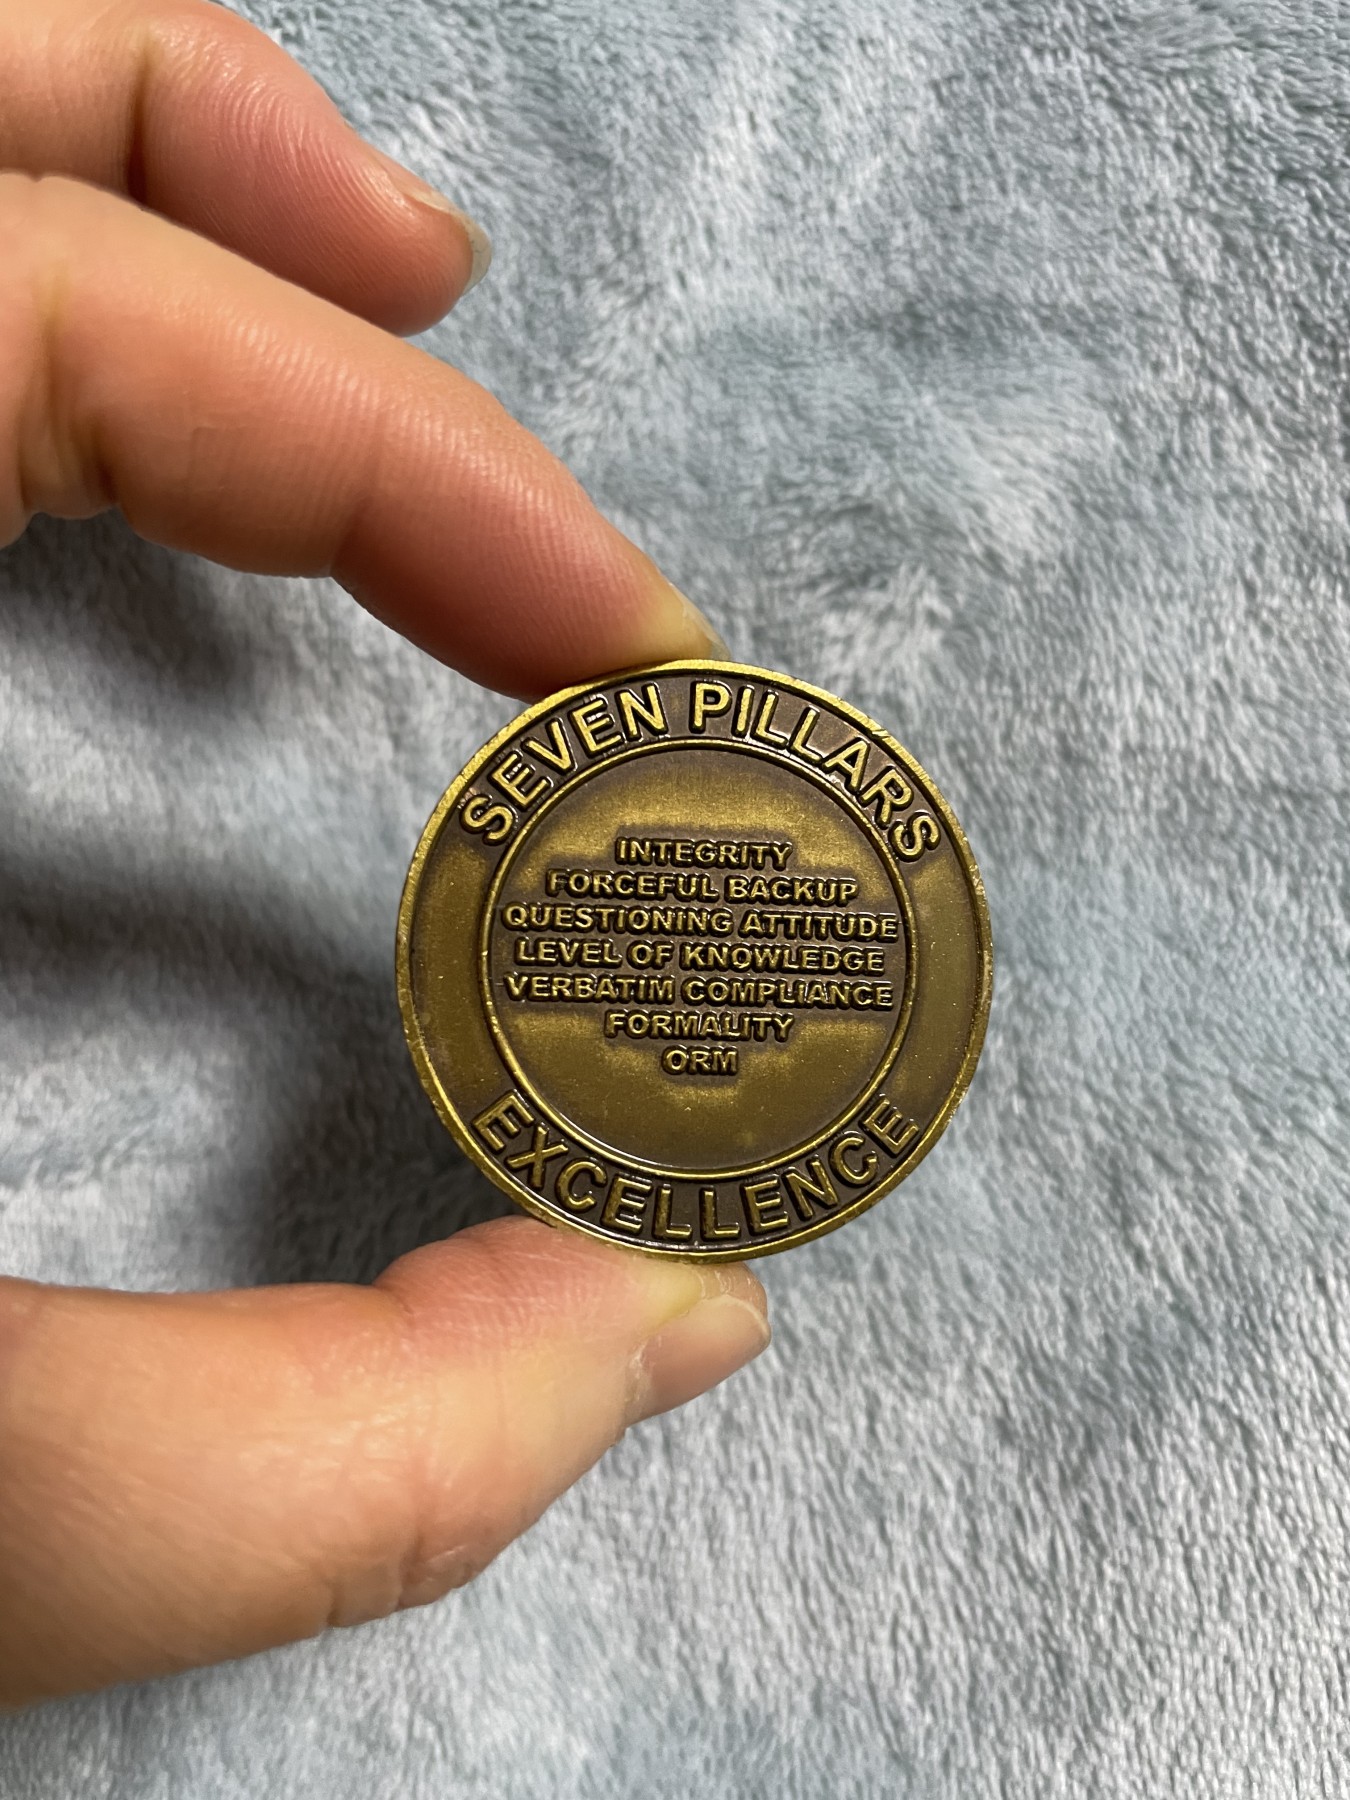 SEVEN PILLARS
INTEGRITY
FORCEFUL BACKUP
QUESTIONING ATTITUDE
LEVEL OF KNOWLEDGE
VERBATIM COMPLIANCE
FORMALITY
ORM
EXCELLENCE